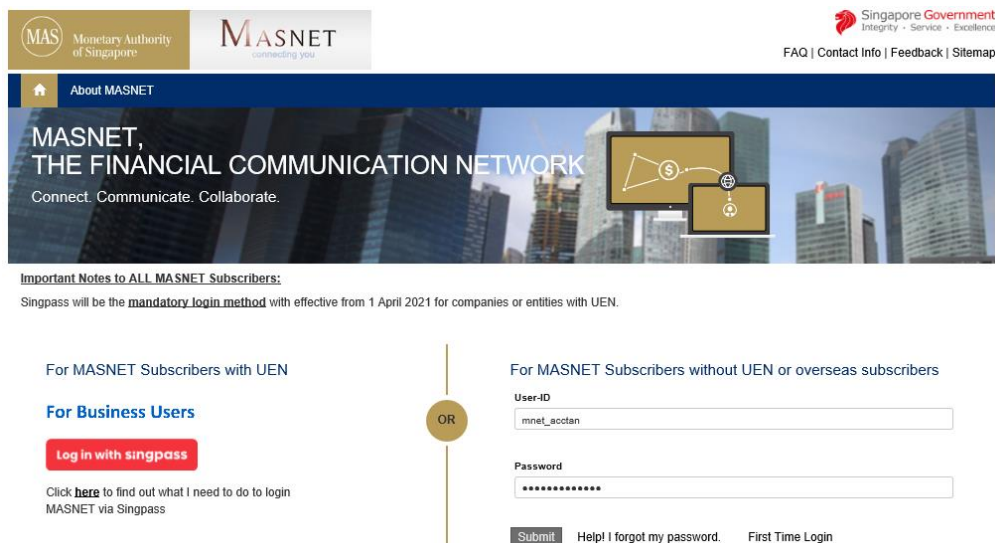 MAS
Monetary Authority
of Singapore
MASNET
connecting you
Singapore Government
Integrity · Service · Excellence
FAQ | Contact Info | Feedback | Sitemap
About MASNET
MASNET,
THE FINANCIAL COMMUNICATION NETWORK
Connect. Communicate. Collaborate.
$
Important Notes to ALL MASNET Subscribers:
Singpass will be the mandatory login method with effective from 1 April 2021 for companies or entities with UEN.
For MASNET Subscribers with UEN
For Business Users
Log in with singpass
Click here to find out what I need to do to login
MASNET via Singpass
OR
For MASNET Subscribers without UEN or overseas subscribers
User-ID
mnet_acctan
Password
•••••••••••••
Submit Help! I forgot my password. First Time Login